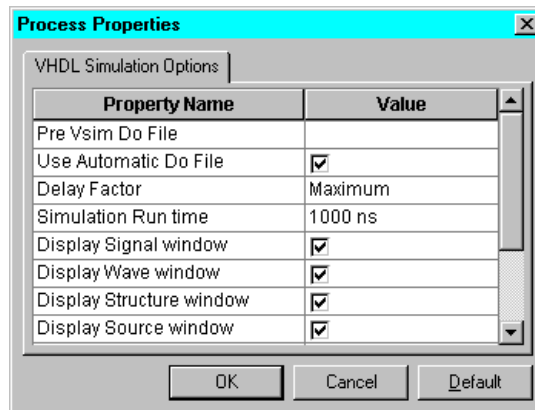 Process Properties
VHDL Simulation Options
Property Name Value
Pre Vsim Do File
Use Automatic Do File
Delay Factor Maximum
Simulation Run time 1000 ns
Display Signal window
Display Wave window
Display Structure window
Display Source window
OK Cancel Default